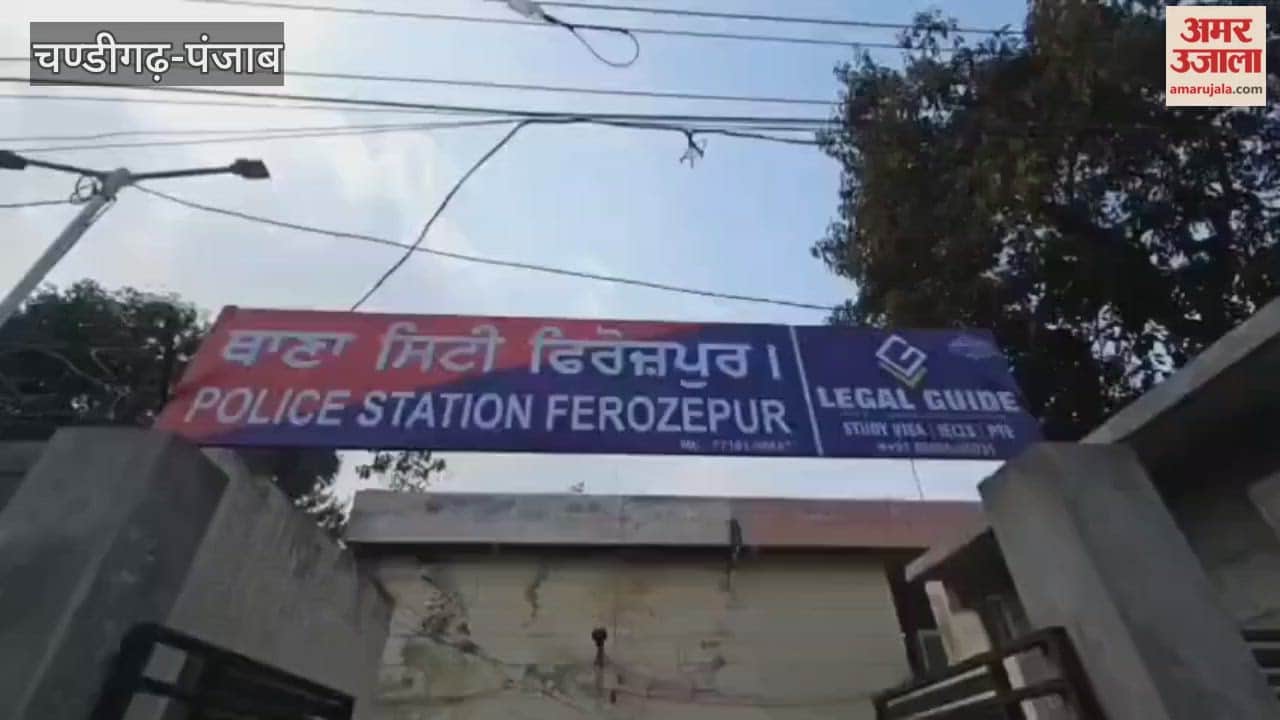 चण्डीगढ़-पंजाब
अमर
उजाला
amarujala.com
ਥਾਣਾ ਸਿਟੀ ਫਿਰੋਜ਼ਪੁਰ।
POLICE STATION FEROZEPUR
LEGAL GUIDE
STUDY VISA | IELTS | PTE